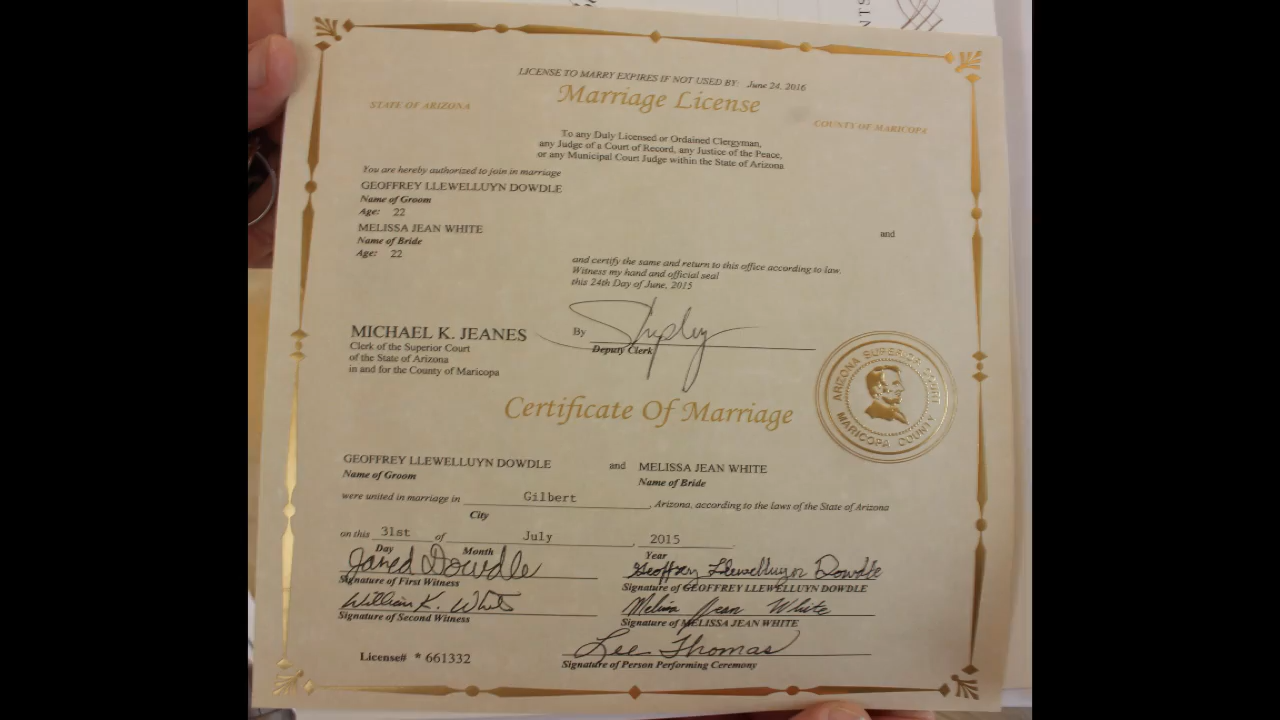 NTS
LICENSE TO MARRY EXPIRES IF NOT USED BY: June 24, 2016
Marriage License
STATE OF ARIZONA
COUNTY OF MARICOPA
To any Duly Licensed or Ordained Clergyman,
any Judge of a Court of Record, any Justice of the Peace,
or any Municipal Court Judge within the State of Arizona
You are hereby authorized to join in marriage
GEOFFREY LLEWELLUYN DOWDLE
Name of Groom
Age: 22
MELISSA JEAN WHITE and
Name of Bride
Age: 22
and certify the same and return to this office according to law.
Witness my hand and official seal
this 24th Day of June, 2015
MICHAEL K. JEANES
Clerk of the Superior Court
of the State of Arizona
in and for the County of Maricopa
By Shipley
Deputy Clerk
ARIZONA SUPERIOR COURT
MARICOPA COUNTY
Certificate Of Marriage
GEOFFREY LLEWELLUYN DOWDLE and MELISSA JEAN WHITE
Name of Groom Name of Bride
were united in marriage in Gilbert, Arizona, according to the laws of the State of Arizona
City
on this 31st of July, 2015
Day Month Year
Jared Dowdle Geoffrey Llewelluyn Dowdle
Signature of First Witness Signature of GEOFFREY LLEWELLUYN DOWDLE
William K. White Melissa Jean White
Signature of Second Witness Signature of MELISSA JEAN WHITE
Lee Thomas
License# * 661332 Signature of Person Performing Ceremony